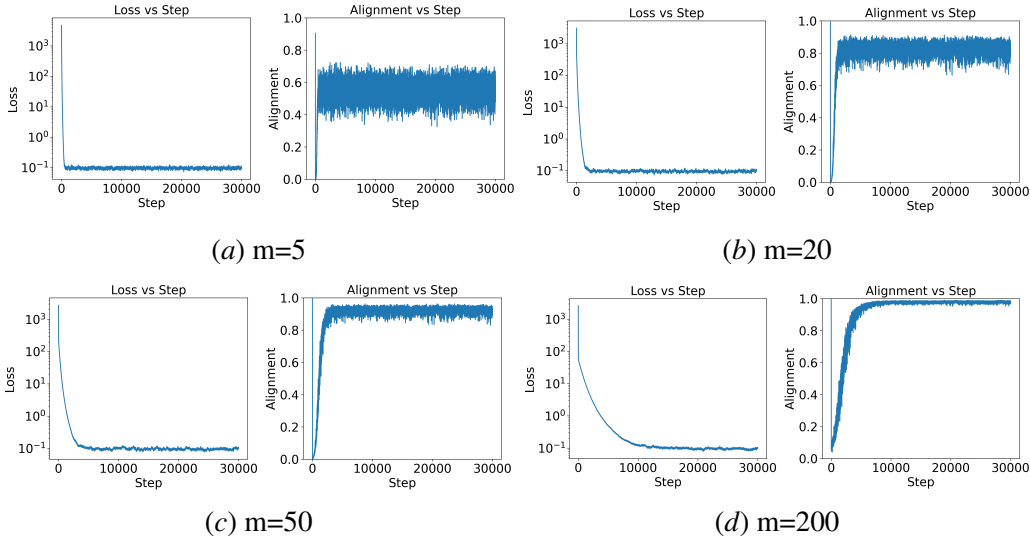 Loss vs Step
Alignment vs Step
Loss vs Step
Alignment vs Step
10³
10²
10¹
10⁰
10⁻¹
Loss
0
10000
20000
30000
Step
1.0
0.8
0.6
0.4
0.2
0.0
Alignment
0
10000
20000
30000
Step
10³
10²
10¹
10⁰
10⁻¹
Loss
0
10000
20000
30000
Step
1.0
0.8
0.6
0.4
0.2
0.0
Alignment
0
10000
20000
30000
Step
(a) m=5
(b) m=20
Loss vs Step
Alignment vs Step
Loss vs Step
Alignment vs Step
10³
10²
10¹
10⁰
10⁻¹
Loss
0
10000
20000
30000
Step
1.0
0.8
0.6
0.4
0.2
0.0
Alignment
0
10000
20000
30000
Step
10³
10²
10¹
10⁰
10⁻¹
Loss
0
10000
20000
30000
Step
1.0
0.8
0.6
0.4
0.2
0.0
Alignment
0
10000
20000
30000
Step
(c) m=50
(d) m=200